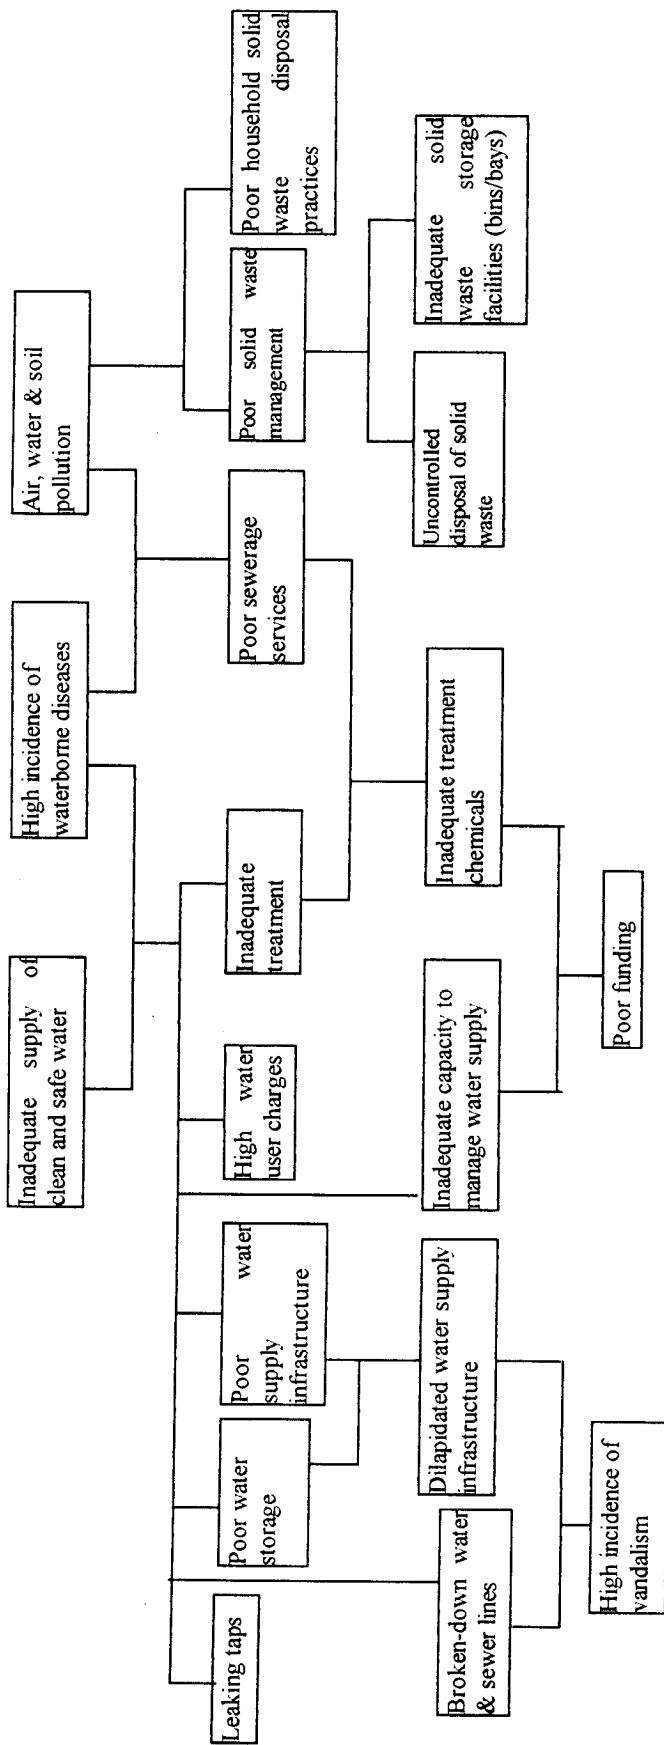 Inadequate supply of
clean and safe water
High incidence of
waterborne diseases
Air, water & soil
pollution
Leaking taps
Poor water
storage
Poor water
supply
infrastructure
High water
user charges
Inadequate
treatment
Poor sewerage
services
Poor solid waste
management
Poor household solid
waste disposal
practices
Broken-down water
& sewer lines
Dilapidated water supply
infrastructure
Inadequate capacity to
manage water supply
Inadequate treatment
chemicals
Uncontrolled
disposal of solid
waste
Inadequate solid
waste storage
facilities (bins/bays)
High incidence of
vandalism
Poor funding